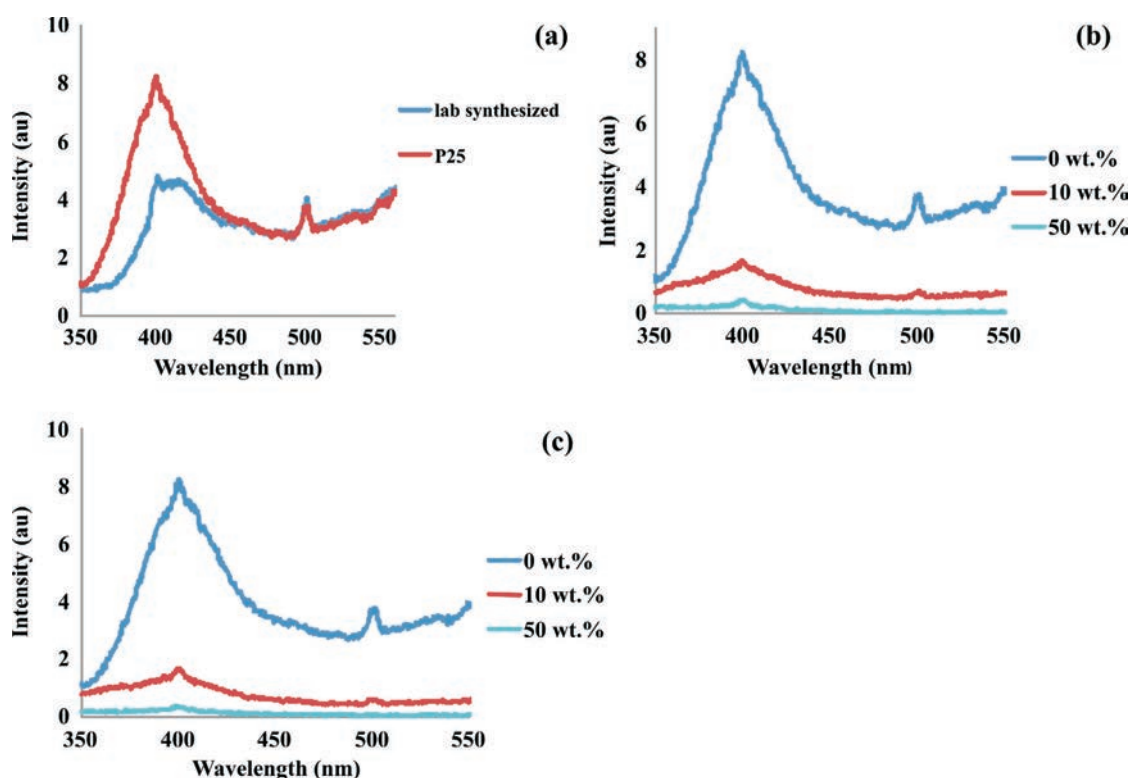 (a)
10
8
6
4
2
0
Intensity (au)
350 400 450 500 550
Wavelength (nm)
lab synthesized
P25
(b)
8
6
4
2
0
Intensity (au)
350 400 450 500 550
Wavelength (nm)
0 wt.%
10 wt.%
50 wt.%
(c)
10
8
6
4
2
0
Intensity (au)
350 400 450 500 550
Wavelength (nm)
0 wt.%
10 wt.%
50 wt.%